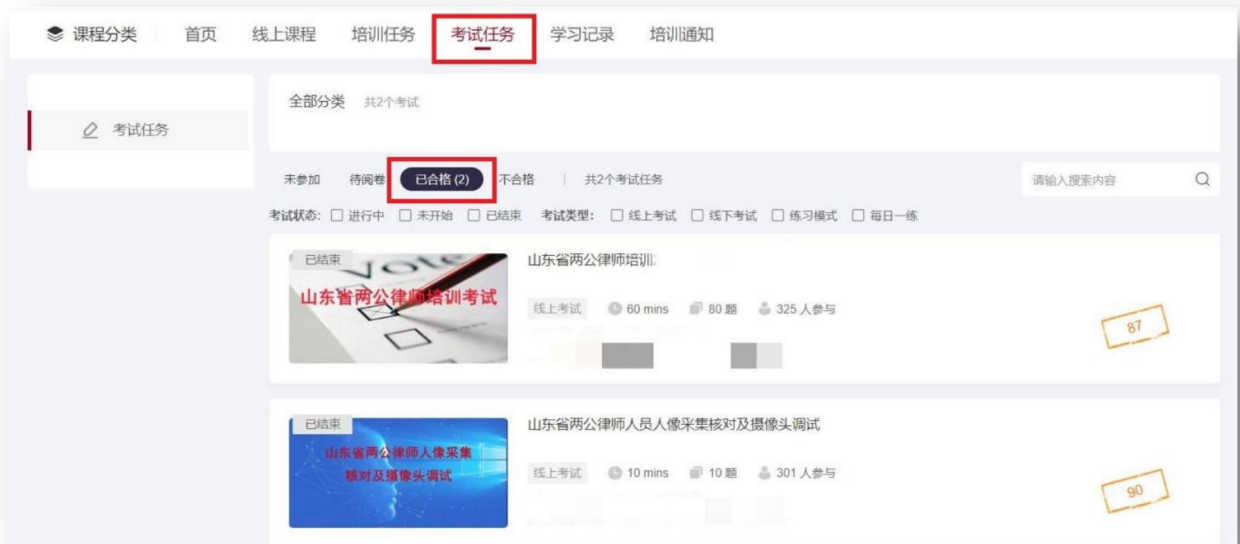 课程分类 首页 线上课程 培训任务 考试任务 学习记录 培训通知
考试任务
全部分类 共2个考试
未参加 待阅卷 已合格 (2) 不合格 共2个考试任务 请输入搜索内容
考试状态: 进行中 未开始 已结束 考试类型: 线上考试 线下考试 练习模式 每日一练
已结束
Vote
山东省两公律师培训考试
山东省两公律师培训
线上考试 60 mins 80 题 325 人参与
87
已结束
山东省两公律师人像采集
核对及摄像头调试
山东省两公律师人员人像采集核对及摄像头调试
线上考试 10 mins 10 题 301 人参与
90